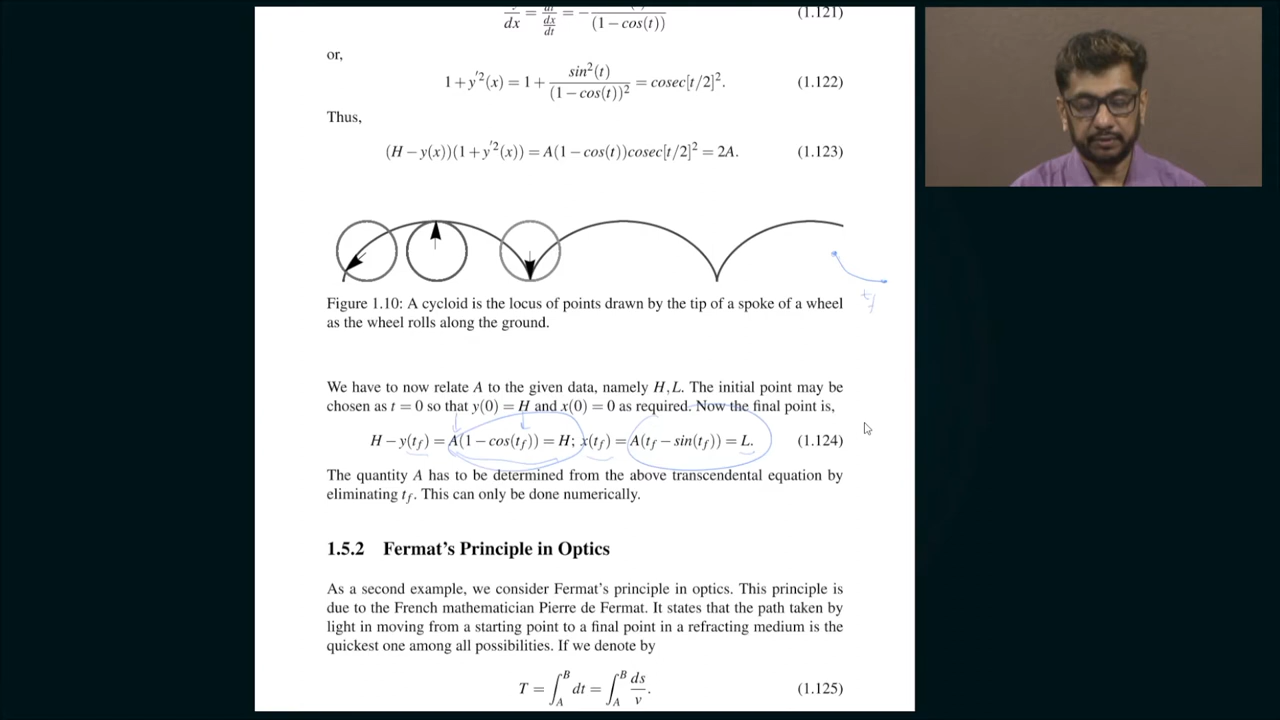 dx = dx/dt = − (1 − cos(t)) (1.121)
or,
1 + y'²(x) = 1 + sin²(t) / (1 − cos(t))² = cosec[t/2]². (1.122)
Thus,
(H − y(x))(1 + y'²(x)) = A(1 − cos(t))cosec[t/2]² = 2A. (1.123)
t_f
Figure 1.10: A cycloid is the locus of points drawn by the tip of a spoke of a wheel
as the wheel rolls along the ground.
We have to now relate A to the given data, namely H, L. The initial point may be
chosen as t = 0 so that y(0) = H and x(0) = 0 as required. Now the final point is,
H − y(t_f) = A(1 − cos(t_f)) = H; x(t_f) = A(t_f − sin(t_f)) = L. (1.124)
The quantity A has to be determined from the above transcendental equation by
eliminating t_f. This can only be done numerically.
1.5.2 Fermat's Principle in Optics
As a second example, we consider Fermat's principle in optics. This principle is
due to the French mathematician Pierre de Fermat. It states that the path taken by
light in moving from a starting point to a final point in a refracting medium is the
quickest one among all possibilities. If we denote by
T = ∫_A^B dt = ∫_A^B ds/v. (1.125)